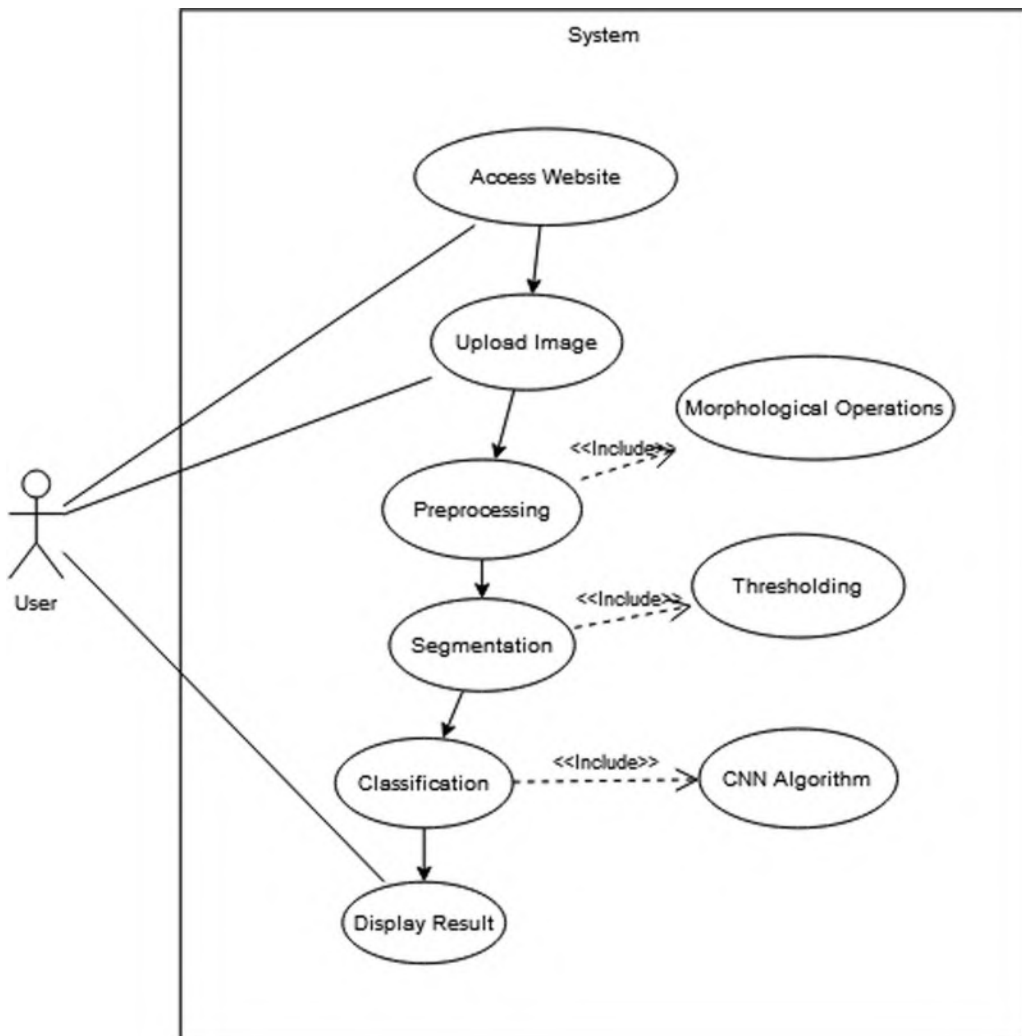 System
Access Website
Upload Image
Morphological Operations
<<Include>>
Preprocessing
Thresholding
<<Include>>
User
Segmentation
<<Include>>
Classification
CNN Algorithm
Display Result